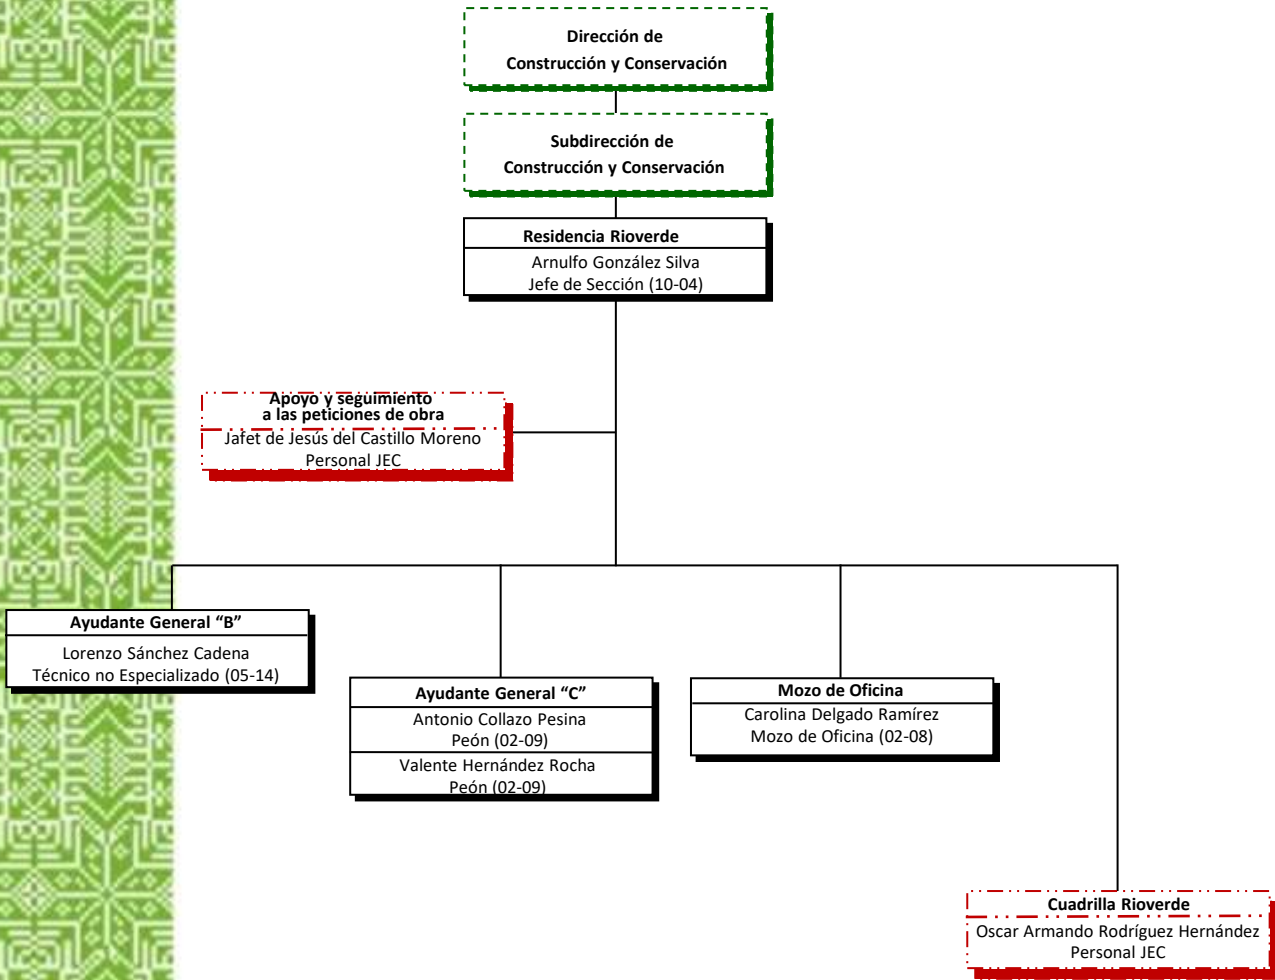 Dirección de
Construcción y Conservación
Subdirección de
Construcción y Conservación
Residencia Rioverde
Arnulfo González Silva
Jefe de Sección (10-04)
Apoyo y seguimiento
a las peticiones de obra
Jafet de Jesús del Castillo Moreno
Personal JEC
Ayudante General “B”
Lorenzo Sánchez Cadena
Técnico no Especializado (05-14)
Ayudante General “C”
Antonio Collazo Pesina
Peón (02-09)
Valente Hernández Rocha
Peón (02-09)
Mozo de Oficina
Carolina Delgado Ramírez
Mozo de Oficina (02-08)
Cuadrilla Rioverde
Oscar Armando Rodríguez Hernández
Personal JEC